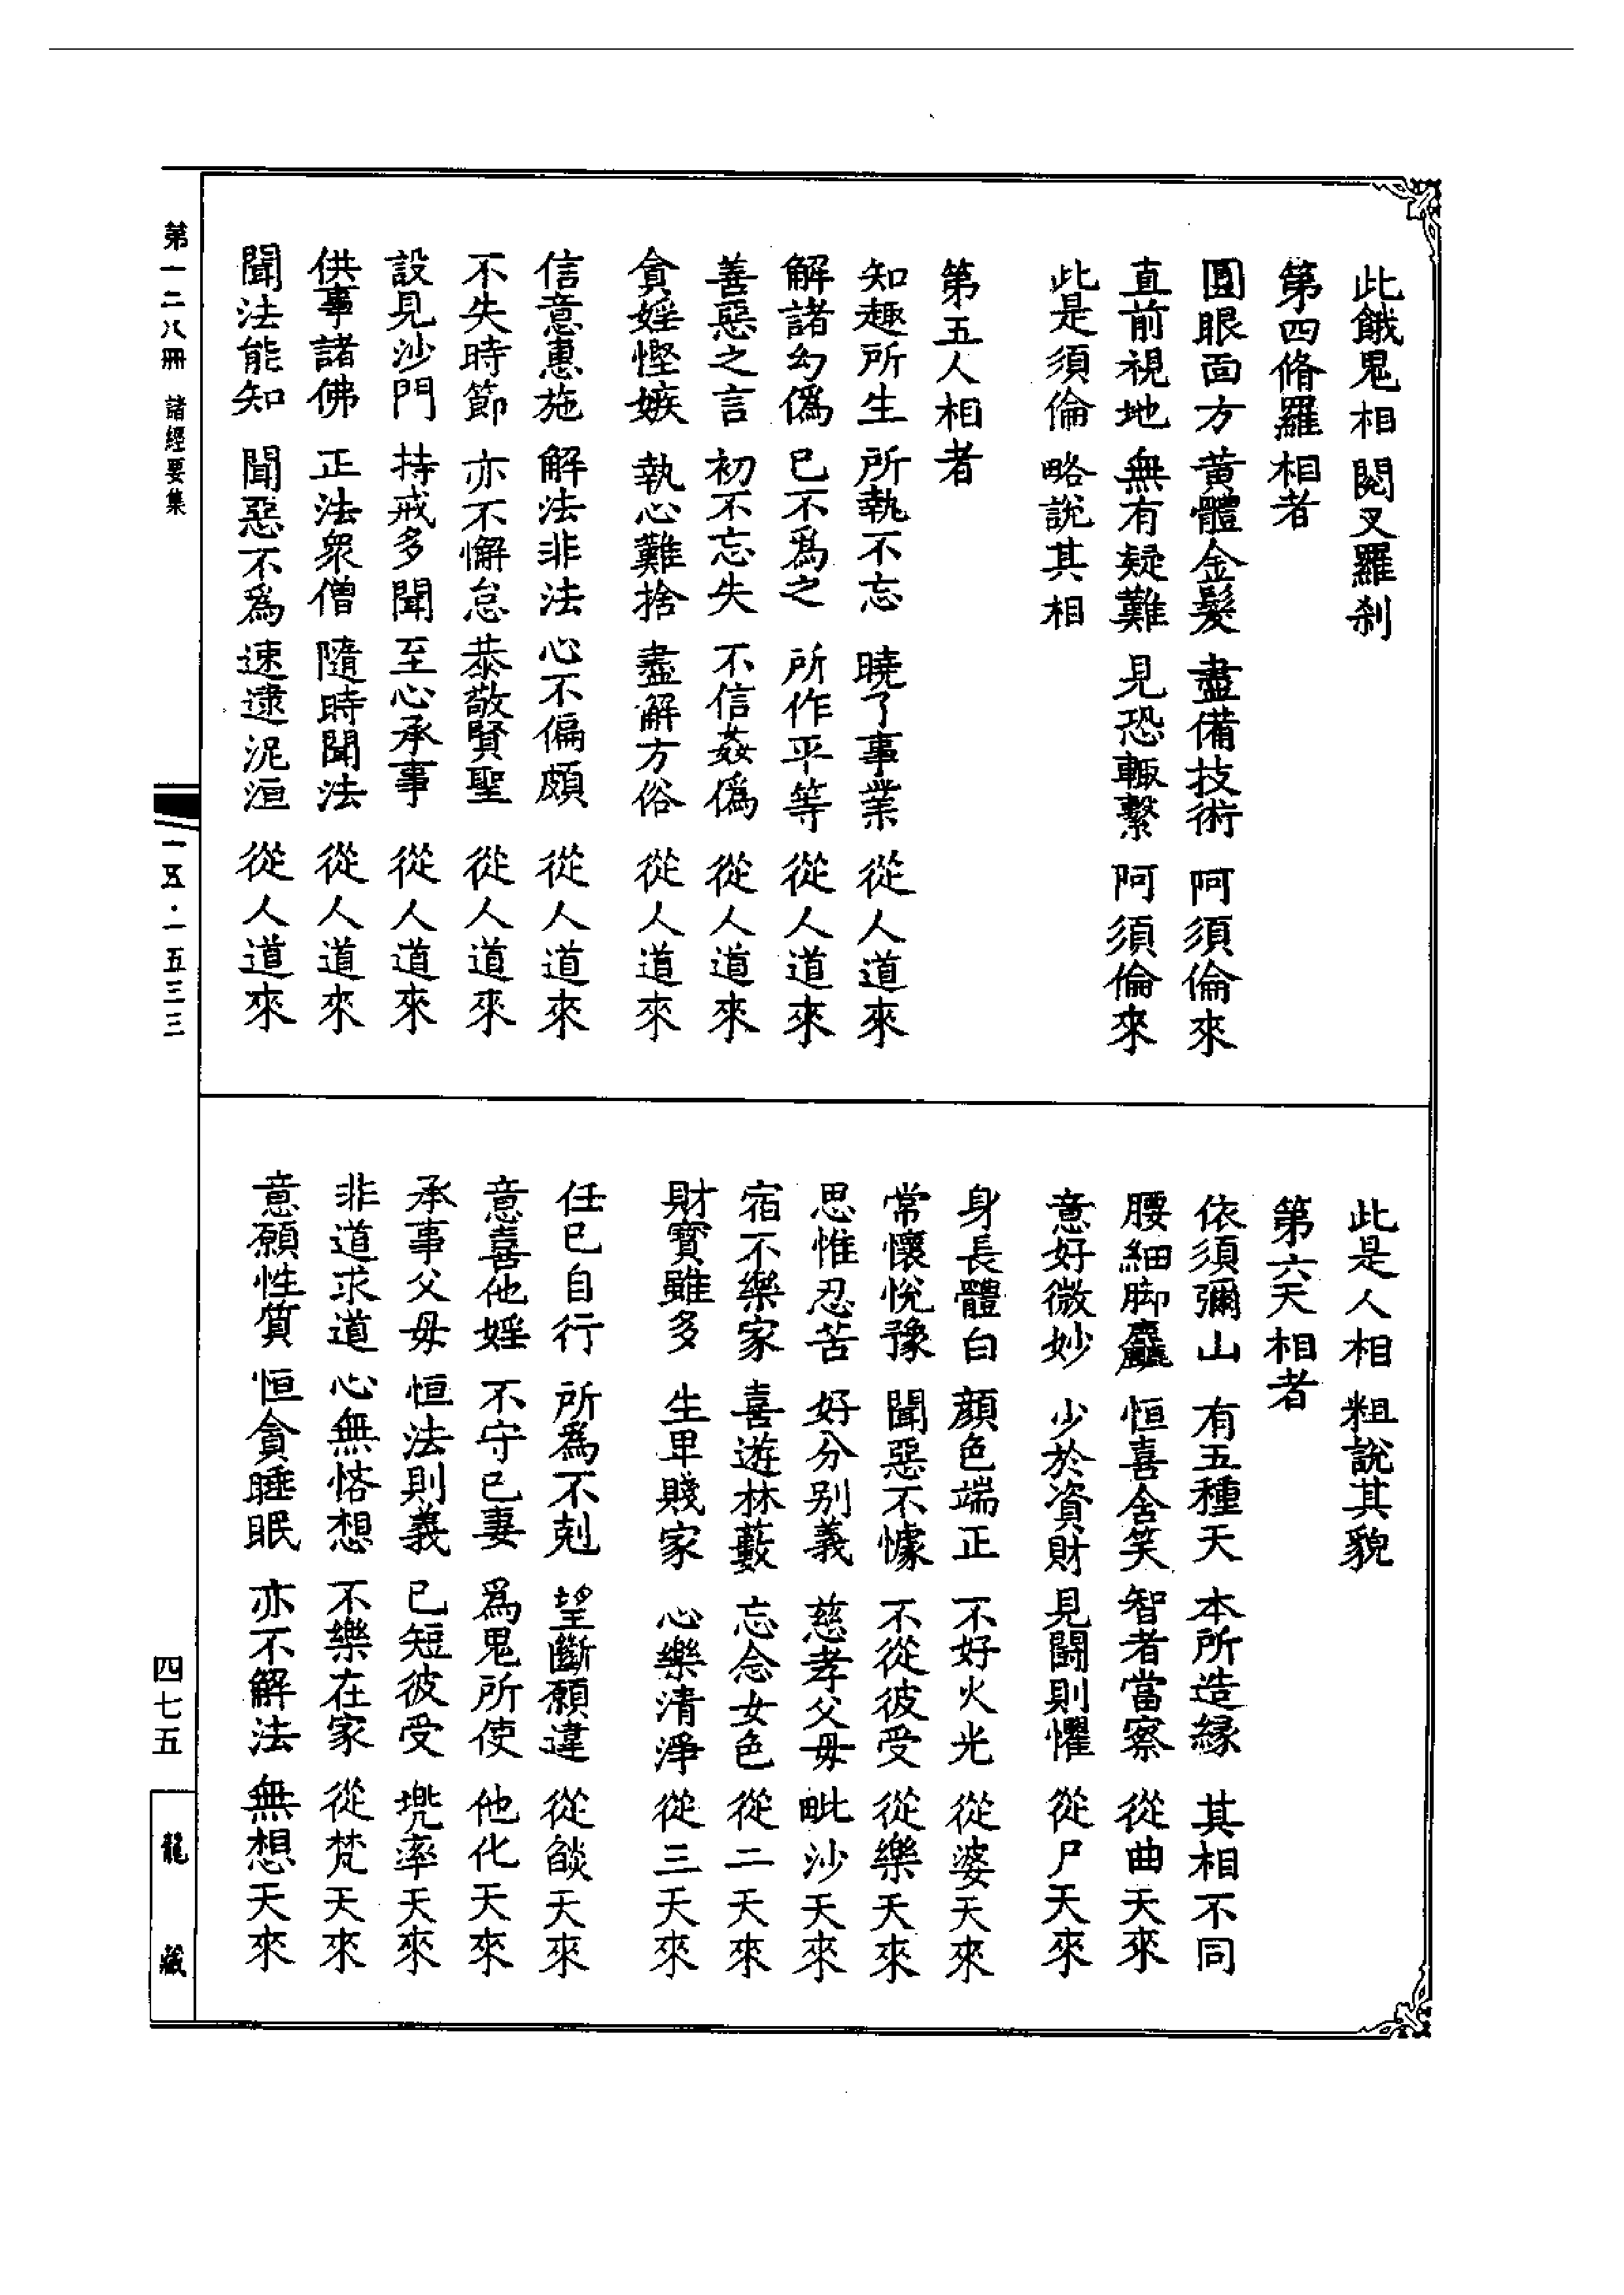 此餓鬼相 閱叉羅刹
第四脩羅相者
圓眼面方 黃體金髮 盡備技術 阿須倫來
直前視地 無有疑難 見恐輙繫 阿須倫來
此是須倫 略說其相
第五人相者
知趣所生 所執不忘 曉了事業 從人道來
解諸幻僞 已不爲之 所作平等 從人道來
善惡之言 初不忘失 不信姦僞 從人道來
貪婬慳嫉 執心難捨 盡解方俗 從人道來
信意惠施 解法非法 心不偏頗 從人道來
不失時節 亦不懈怠 恭敬賢聖 從人道來
設見沙門 持戒多聞 至心承事 從人道來
供事諸佛 正法衆僧 隨時聞法 從人道來
聞法能知 聞惡不爲 速逮泥洹 從人道來
此是人相 粗說其貌
第六天相者
依須彌山 有五種天 本所造緣 其相不同
腰細脚麤 恒喜含笑 智者當察 從曲天來
意好微妙 少於資財 見鬪則懼 從尸天來
身長體白 顏色端正 不好火光 從婆天來
常懷悅豫 聞惡不懅 不從彼受 從樂天來
思惟忍苦 好分别義 慈孝父母 毗沙天來
宿不樂家 喜遊林藪 忘念女色 從二天來
財寶雖多 生卑賤家 心樂清淨 從三天來
任已自行 所爲不剋 望斷願違 從燄天來
意喜他婬 不守已妻 爲鬼所使 他化天來
承事父母 恒法則義 已短彼受 兠率天來
非道求道 心無悋想 不樂在家 從梵天來
意願性質 恒貪睡眠 亦不解法 無想天來
第一二八冊 諸經要集 一五·一五三三 四七五 龍藏